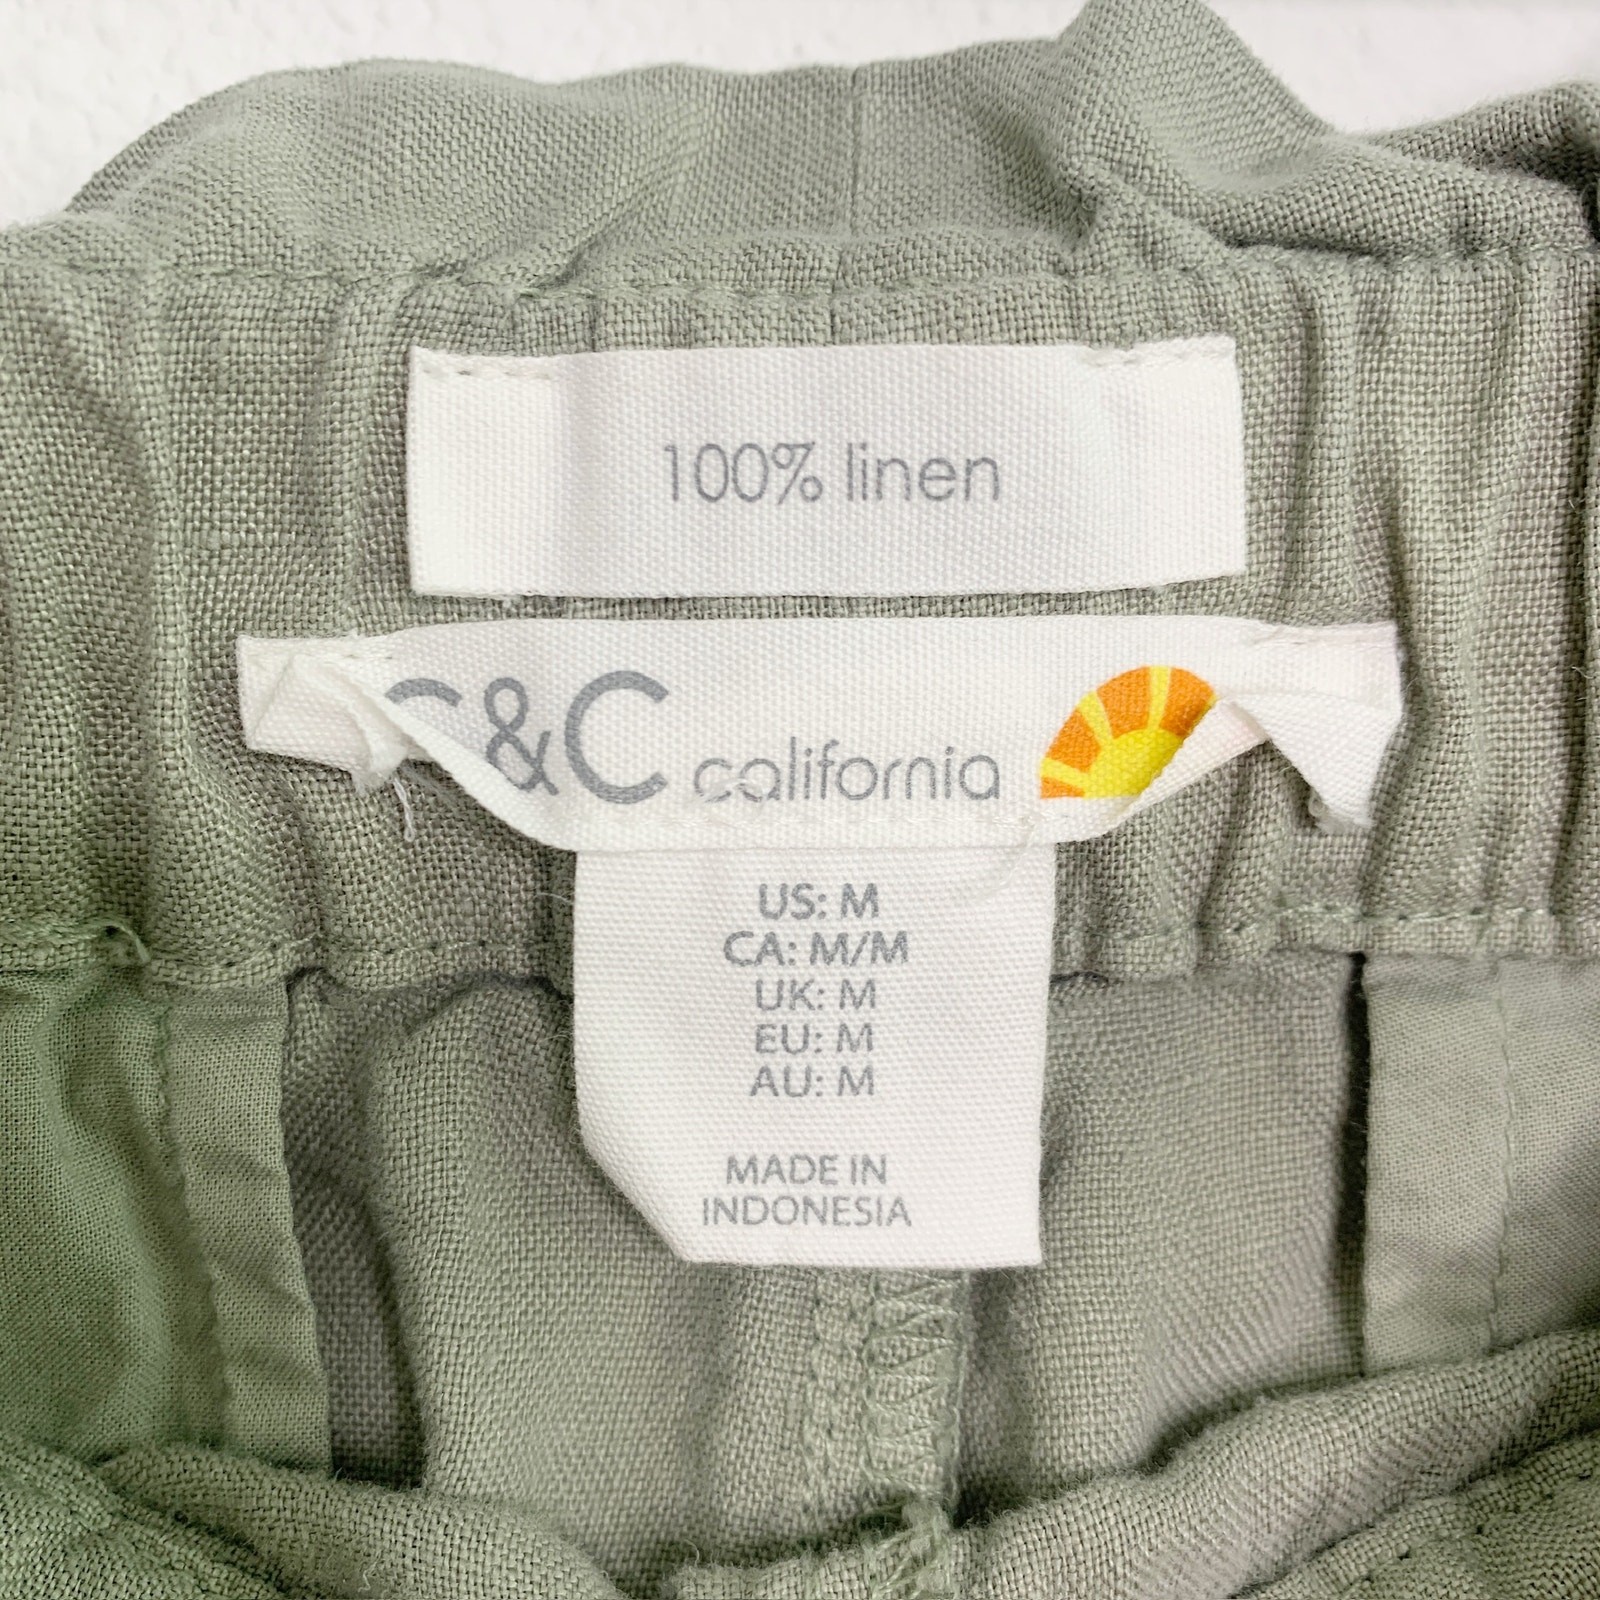 100% linen
C&C california
US: M
CA: M/M
UK: M
EU: M
AU: M
MADE IN
INDONESIA